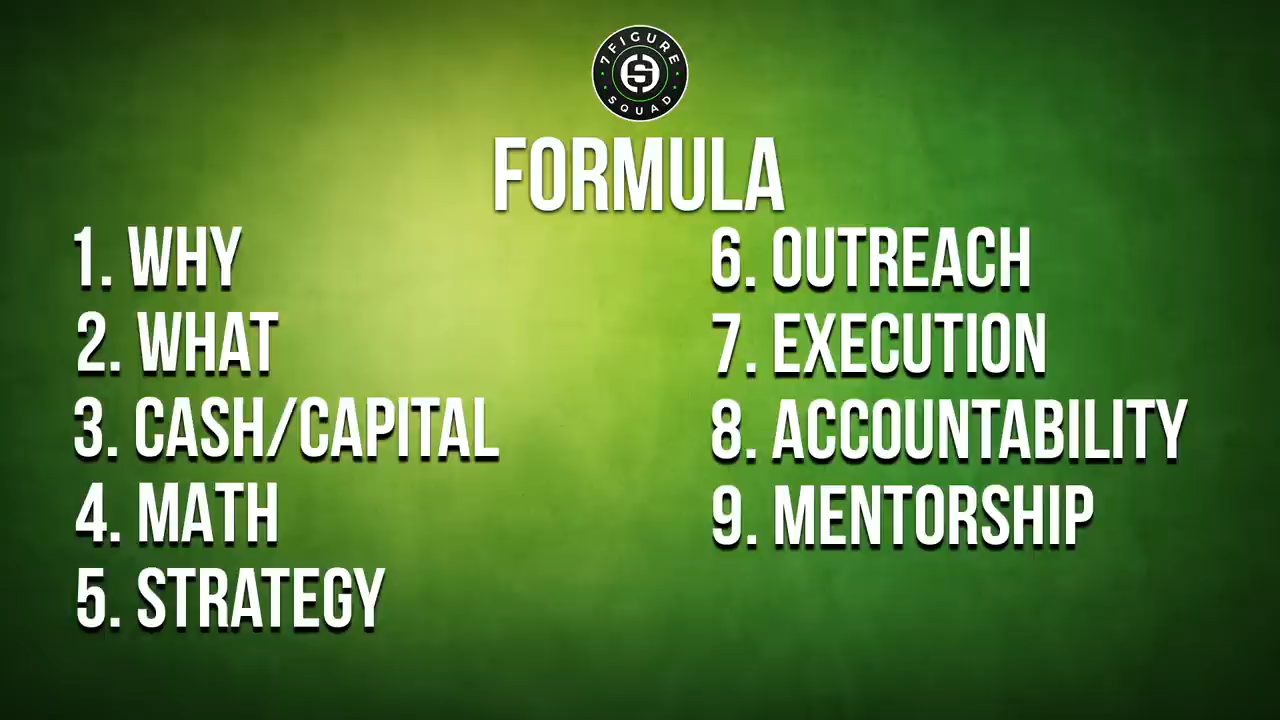 7FIGURE
SQUAD
FORMULA
1. WHY
2. WHAT
3. CASH/CAPITAL
4. MATH
5. STRATEGY
6. OUTREACH
7. EXECUTION
8. ACCOUNTABILITY
9. MENTORSHIP